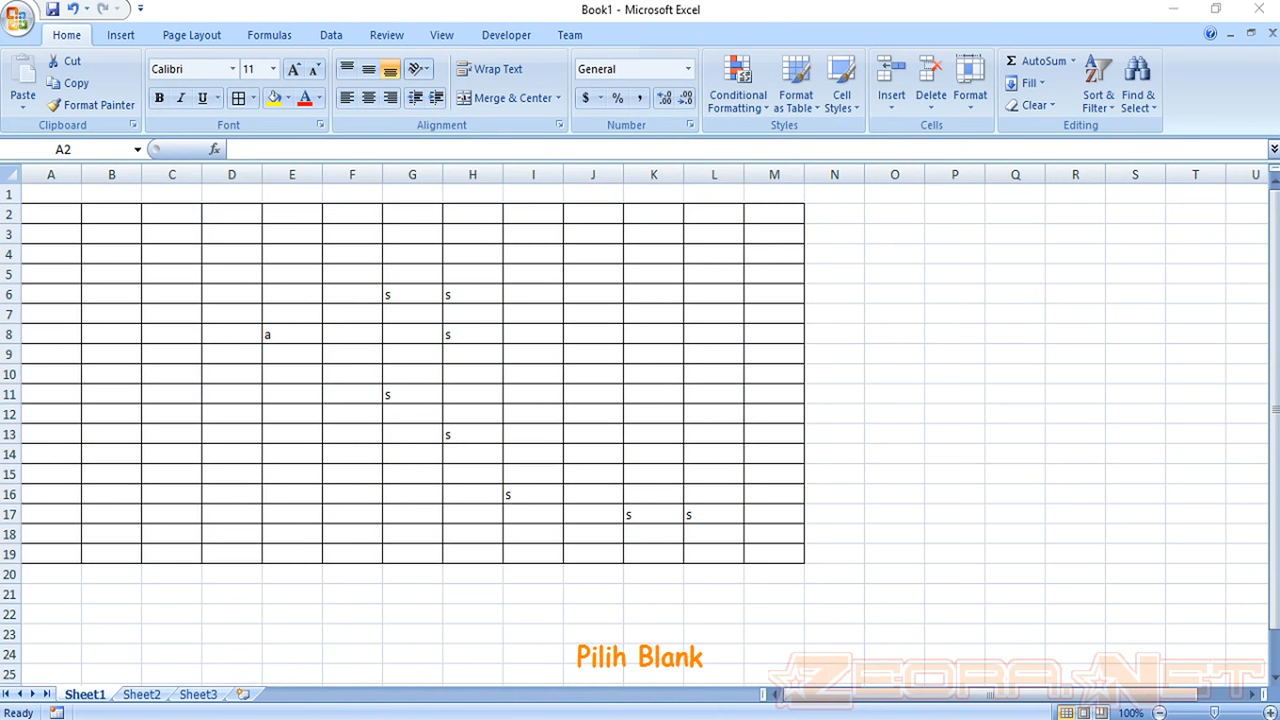 Book1 - Microsoft Excel
Home Insert Page Layout Formulas Data Review View Developer Team
Paste
Cut
Copy
Format Painter
Clipboard
Calibri 11
B I U
Font
Wrap Text
Merge & Center
Alignment
General
$ % ,
Number
Conditional Formatting
Format as Table
Cell Styles
Styles
Insert
Delete
Format
Cells
Σ AutoSum
Fill
Clear
Sort & Filter
Find & Select
Editing
A2 fx
A B C D E F G H I J K L M N O P Q R S T U
1
2
3
4
5
6 s s
7
8 a s
9
10
11 s
12
13 s
14
15
16 s
17 s s
18
19
20
21
22
23
24
25
Pilih Blank
Zeora.Net
Sheet1 Sheet2 Sheet3
Ready 100%